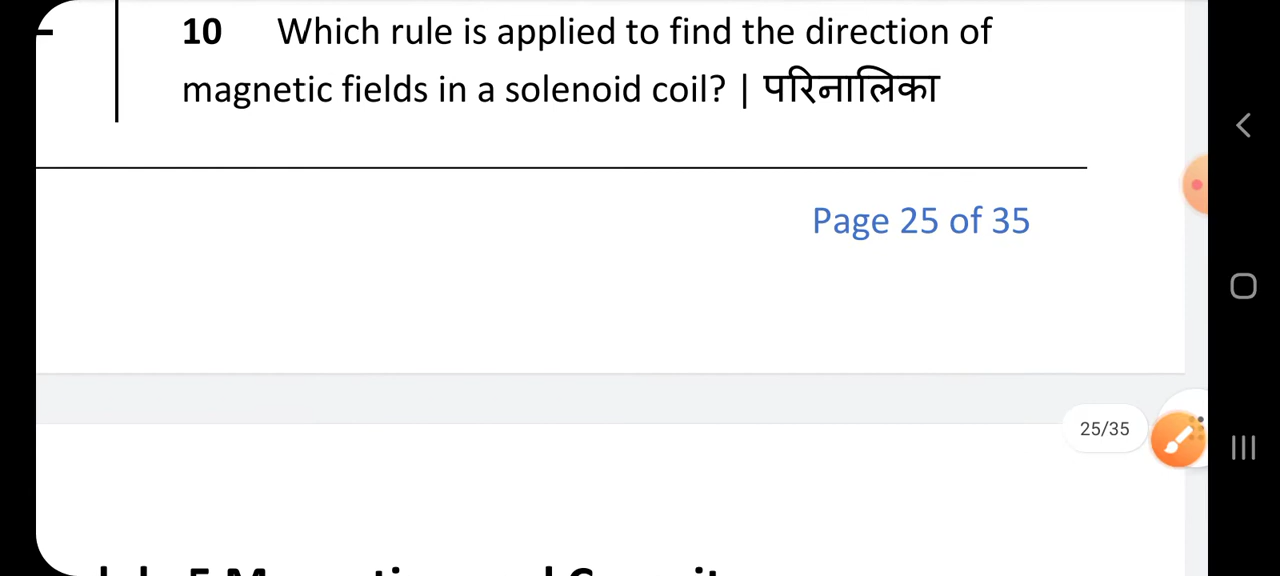 10 Which rule is applied to find the direction of
magnetic fields in a solenoid coil? | परिनालिका
Page 25 of 35
25/35